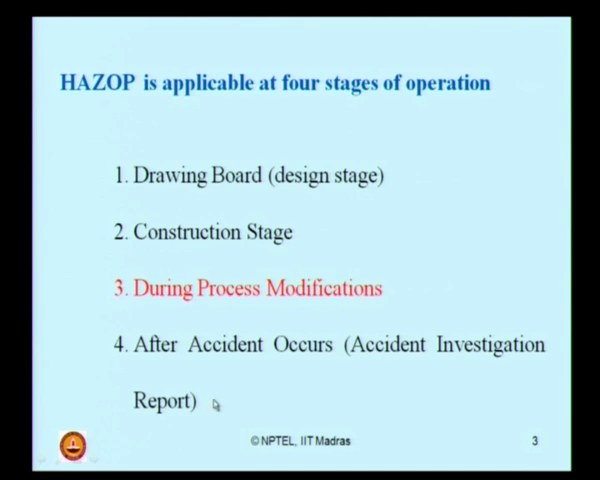 HAZOP is applicable at four stages of operation
1. Drawing Board (design stage)
2. Construction Stage
3. During Process Modifications
4. After Accident Occurs (Accident Investigation
Report)
© NPTEL, IIT Madras
3